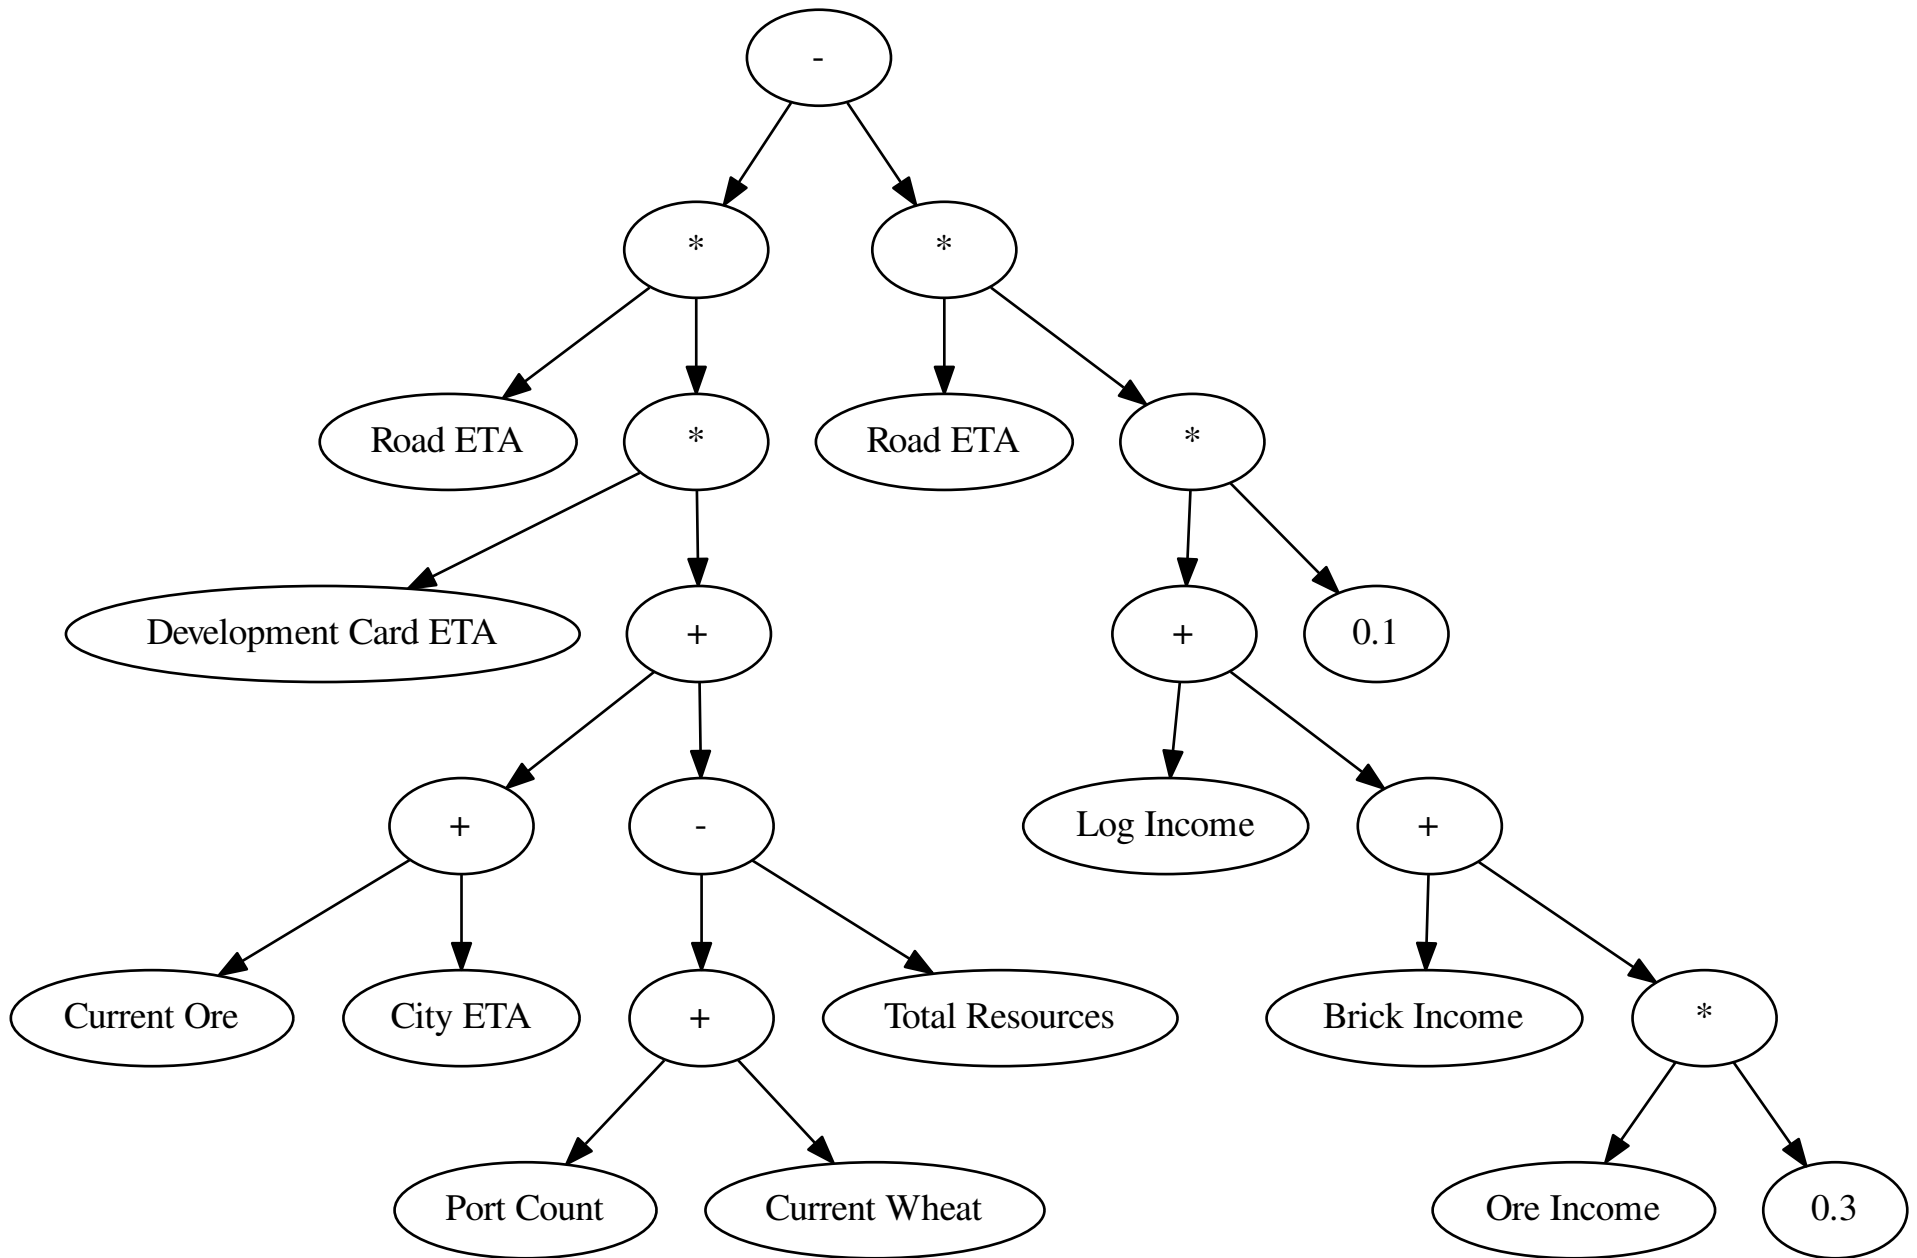 -
*
*
Road ETA
*
Road ETA
*
Development Card ETA
+
+
0.1
+
-
Log Income
+
Current Ore
City ETA
+
Total Resources
Brick Income
*
Port Count
Current Wheat
Ore Income
0.3